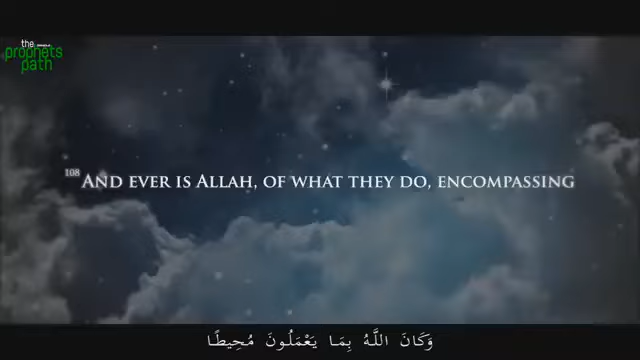 the
prophets
path
108 AND EVER IS ALLAH, OF WHAT THEY DO, ENCOMPASSING
وَكَانَ اللَّهُ بِمَا يَعْمَلُونَ مُحِيطًا